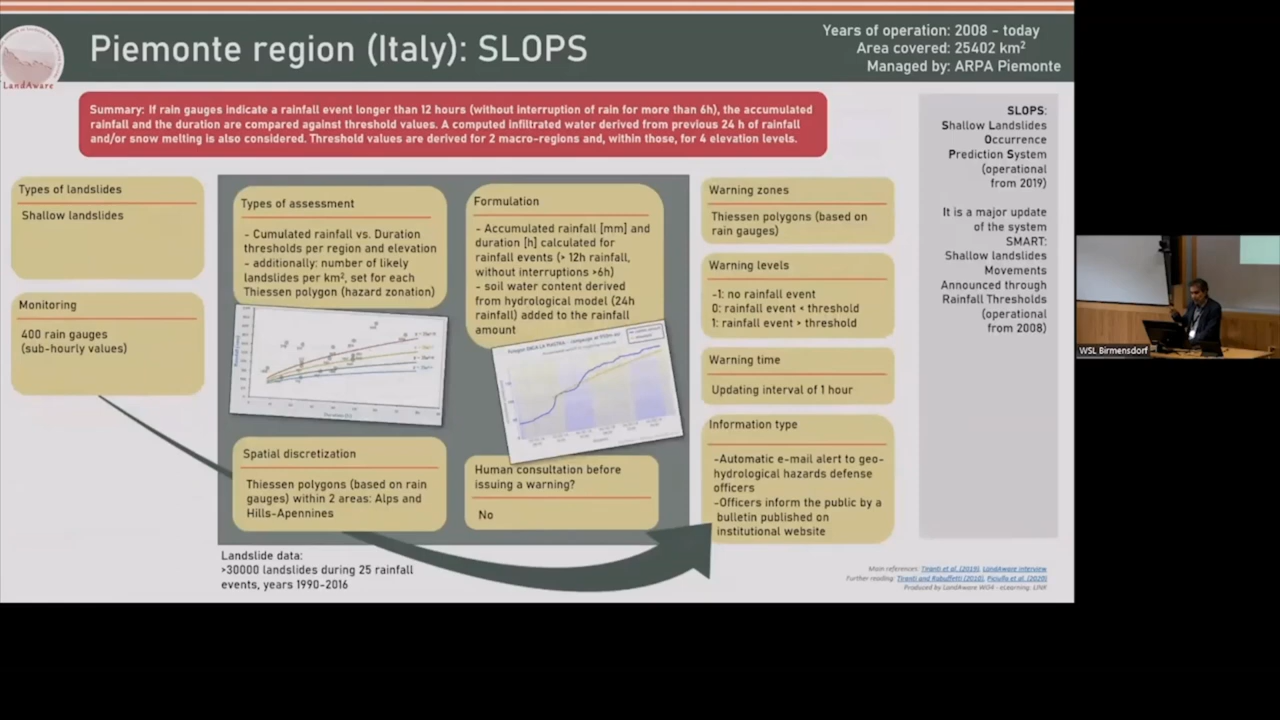 Piemonte region (Italy): SLOPS
Years of operation: 2008 - today
Area covered: 25402 km²
Managed by: ARPA Piemonte
LandAware
Summary: If rain gauges indicate a rainfall event longer than 12 hours (without interruption of rain for more than 6h), the accumulated
rainfall and the duration are compared against threshold values. A computed infiltrated water derived from previous 24 h of rainfall
and/or snow melting is also considered. Threshold values are derived for 2 macro-regions and, within those, for 4 elevation levels.
Types of landslides
Shallow landslides
Monitoring
400 rain gauges
(sub-hourly values)
Types of assessment
- Cumulated rainfall vs. Duration
thresholds per region and elevation
- additionally: number of likely
landslides per km², set for each
Thiessen polygon (hazard zonation)
Formulation
- Accumulated rainfall [mm] and
duration [h] calculated for
rainfall events (> 12h rainfall,
without interruptions >6h)
- soil water content derived
from hydrological model (24h
rainfall) added to the rainfall
amount
Spatial discretization
Thiessen polygons (based on rain
gauges) within 2 areas: Alps and
Hills-Apennines
Human consultation before
issuing a warning?
No
Landslide data:
>30000 landslides during 25 rainfall
events, years 1990-2016
Warning zones
Thiessen polygons (based on
rain gauges)
Warning levels
-1: no rainfall event
0: rainfall event < threshold
1: rainfall event > threshold
Warning time
Updating interval of 1 hour
Information type
-Automatic e-mail alert to geo-
hydrological hazards defense
officers
-Officers inform the public by a
bulletin published on
institutional website
SLOPS:
Shallow Landslides
Occurrence
Prediction System
(operational
from 2019)
It is a major update
of the system
SMART:
Shallow landslides
Movements
Announced through
Rainfall Thresholds
(operational
from 2008)
Main references: Tiranti et al. (2019), LandAware interview
Further reading: Tiranti and Rabuffetti (2010), Piciullo et al. (2020)
Produced by LandAware WG4 - eLearning:
WSL Birmensdorf